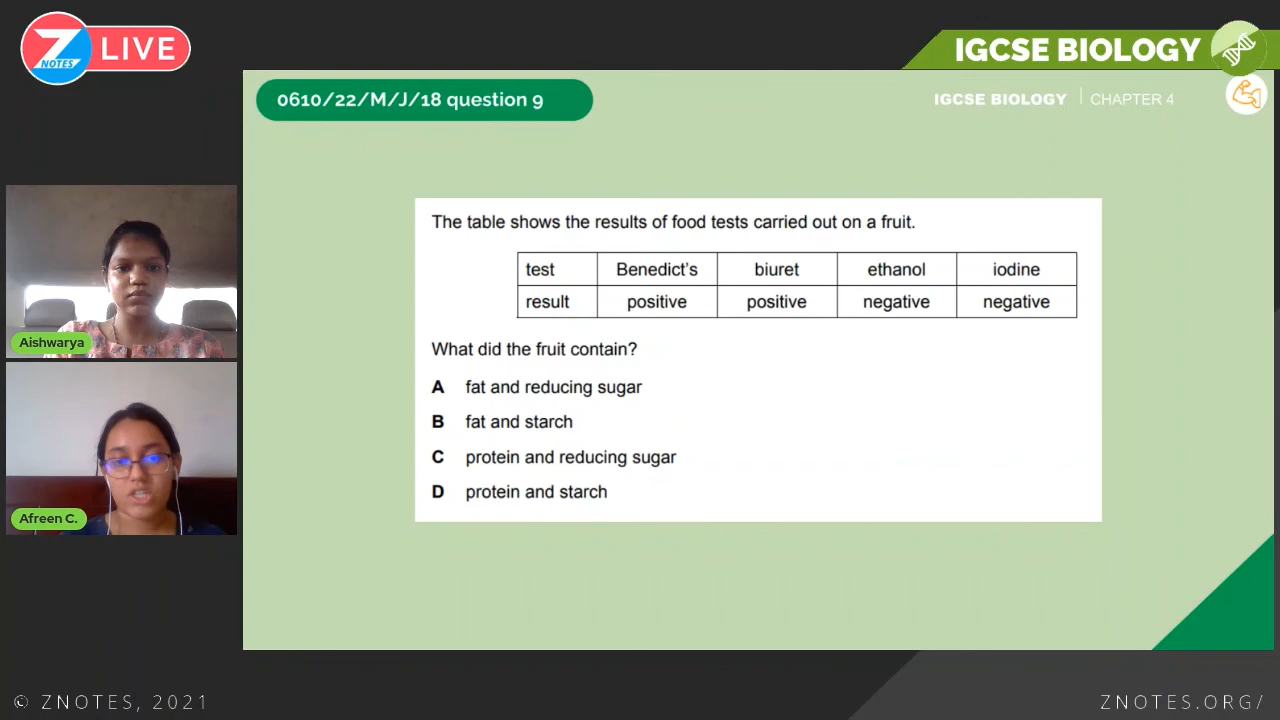 Z NOTES LIVE
IGCSE BIOLOGY
0610/22/M/J/18 question 9
IGCSE BIOLOGY | CHAPTER 4
The table shows the results of food tests carried out on a fruit.
test Benedict's biuret ethanol iodine
result positive positive negative negative
What did the fruit contain?
A fat and reducing sugar
B fat and starch
C protein and reducing sugar
D protein and starch
Aishwarya
Afreen C.
© ZNOTES, 2021
ZNOTES.ORG/